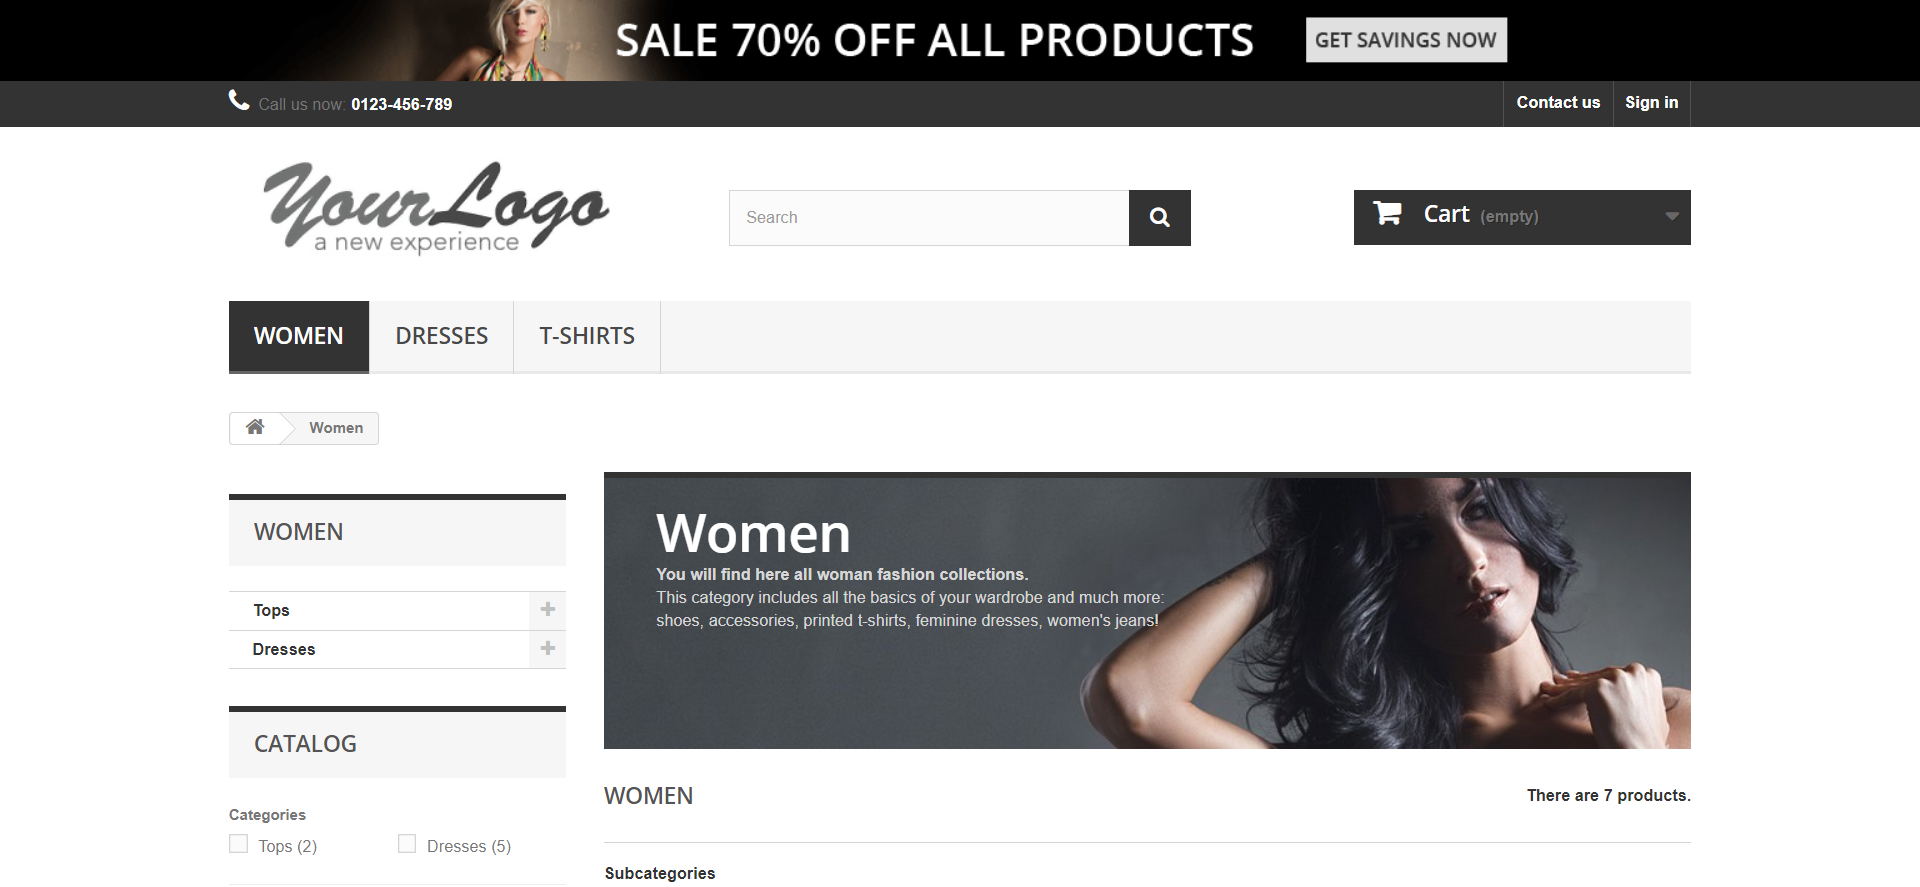 SALE 70% OFF ALL PRODUCTS
GET SAVINGS NOW
Call us now: 0123-456-789
Contact us
Sign in
YourLogo
a new experience
Search
Cart (empty)
WOMEN
DRESSES
T-SHIRTS
Women
WOMEN
Tops
Dresses
CATALOG
Categories
Tops (2)
Dresses (5)
Women
You will find here all woman fashion collections.
This category includes all the basics of your wardrobe and much more:
shoes, accessories, printed t-shirts, feminine dresses, women's jeans!
WOMEN
There are 7 products.
Subcategories